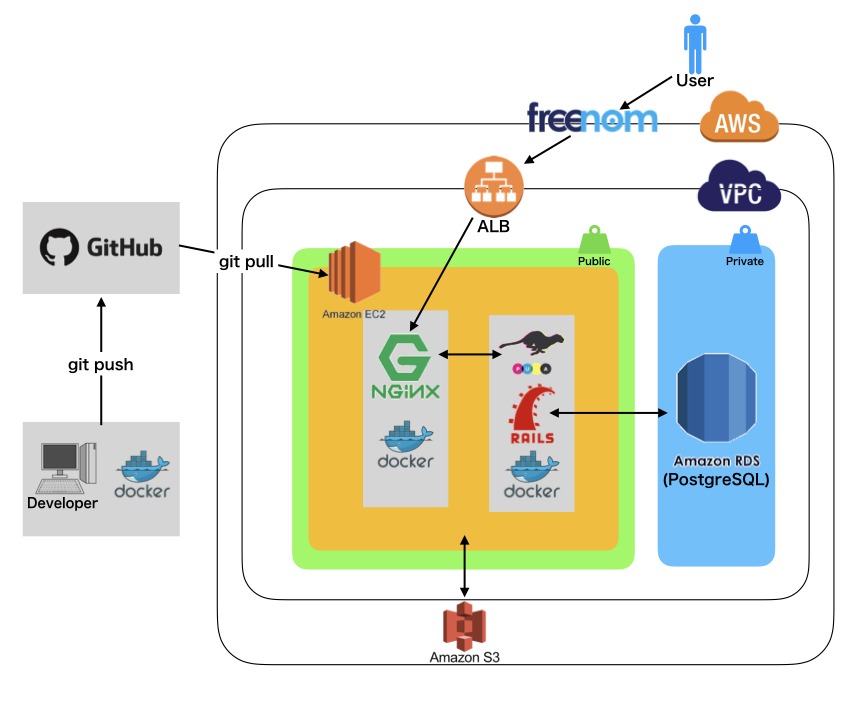 User
freenom
AWS
VPC
ALB
GitHub
git pull
Public
Private
Amazon EC2
NGiNX
PUMA
git push
RAILS
docker
docker
Developer
docker
Amazon RDS
(PostgreSQL)
Amazon S3